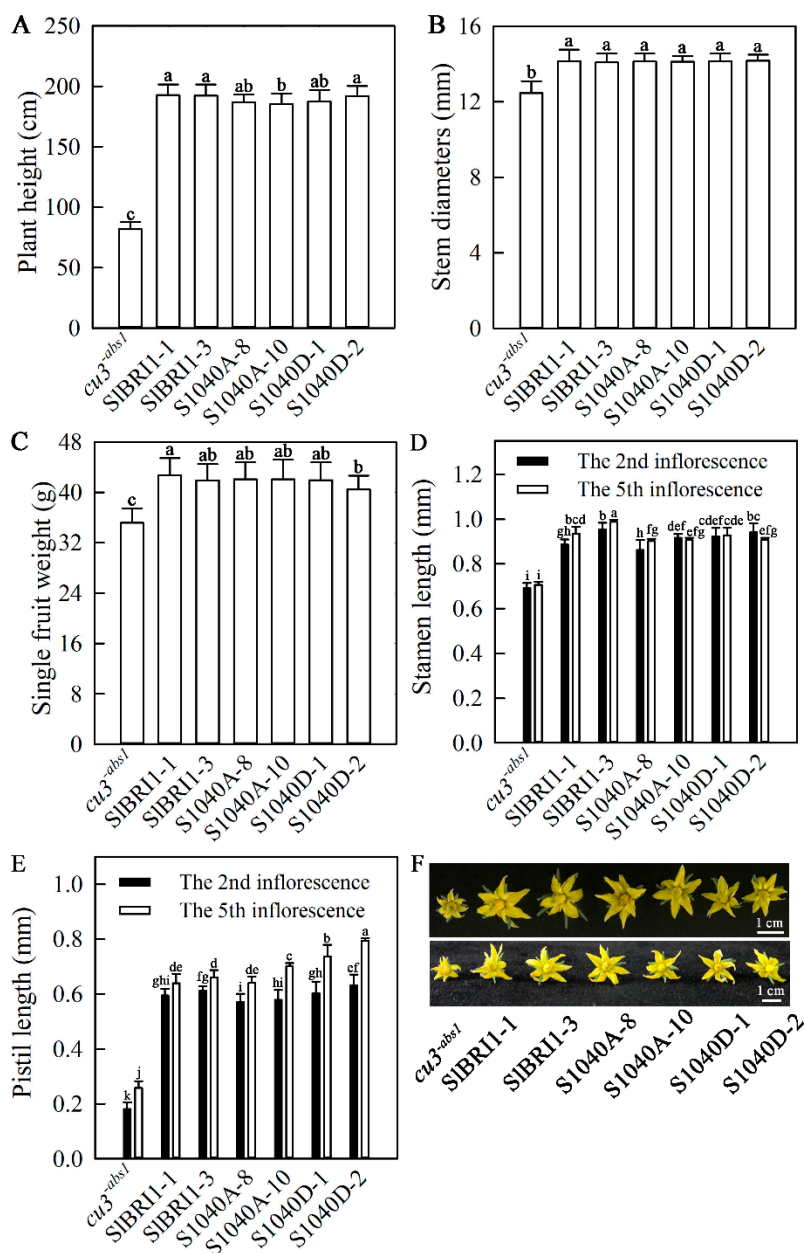 A
Plant height (cm)
250
200
150
100
50
0
c
a
a
ab
b
ab
a
cu3-abs1
SlBRI1-1
SlBRI1-3
S1040A-8
S1040A-10
S1040D-1
S1040D-2
B
Stem diameters (mm)
16
12
8
4
0
b
a
a
a
a
a
a
cu3-abs1
SlBRI1-1
SlBRI1-3
S1040A-8
S1040A-10
S1040D-1
S1040D-2
C
Single fruit weight (g)
48
40
32
24
16
8
0
c
a
ab
ab
ab
ab
b
cu3-abs1
SlBRI1-1
SlBRI1-3
S1040A-8
S1040A-10
S1040D-1
S1040D-2
D
The 2nd inflorescence
The 5th inflorescence
Stamen length (mm)
1.2
1.0
0.8
0.6
0.4
0.2
0.0
i i
gh bcd
b a
h fg
def efg
cdef cde
bc efg
cu3-abs1
SlBRI1-1
SlBRI1-3
S1040A-8
S1040A-10
S1040D-1
S1040D-2
E
The 2nd inflorescence
The 5th inflorescence
Pistil length (mm)
1.0
0.8
0.6
0.4
0.2
0.0
k j
ghi de
fg d
i de
hi c
gh b
ef a
cu3-abs1
SlBRI1-1
SlBRI1-3
S1040A-8
S1040A-10
S1040D-1
S1040D-2
F
1 cm
1 cm
cu3-abs1
SlBRI1-1
SlBRI1-3
S1040A-8
S1040A-10
S1040D-1
S1040D-2